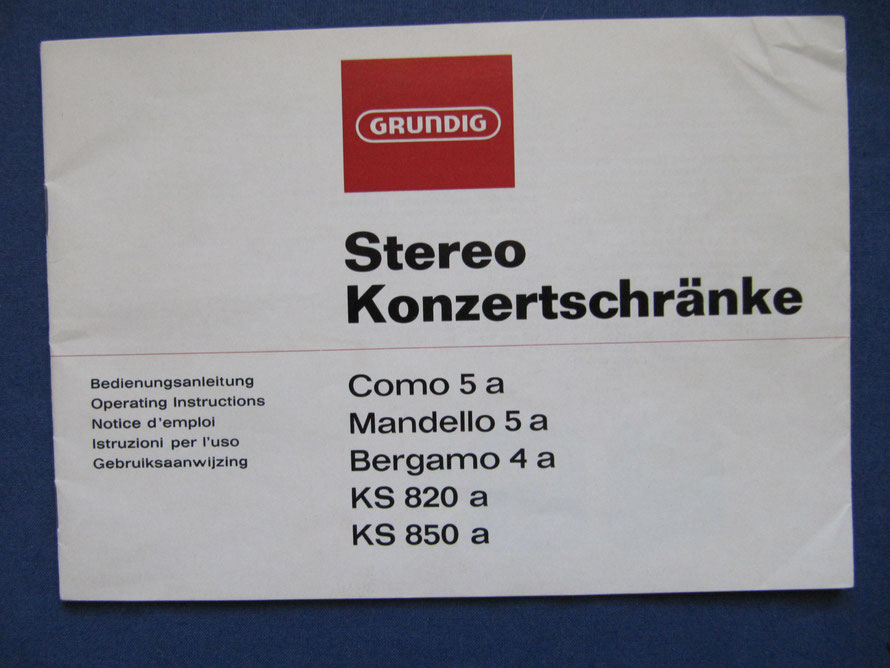 GRUNDIG
Stereo
Konzertschränke
Bedienungsanleitung
Operating Instructions
Notice d'emploi
Istruzioni per l'uso
Gebruiksaanwijzing
Como 5 a
Mandello 5 a
Bergamo 4 a
KS 820 a
KS 850 a